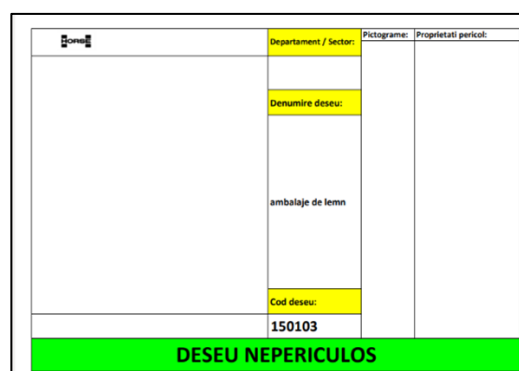 HORSE
Departament / Sector:
Pictograme:
Proprietati pericol:
Denumire deseu:
ambalaje de lemn
Cod deseu:
150103
DESEU NEPERICULOS